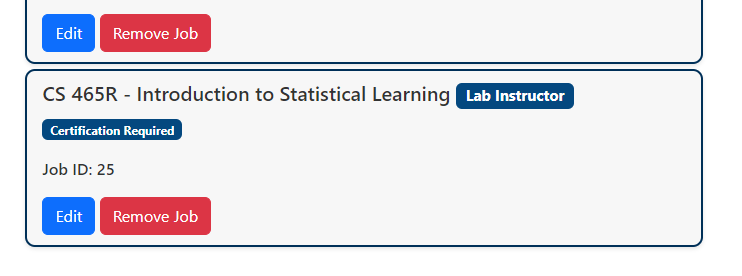 Edit Remove Job
CS 465R - Introduction to Statistical Learning Lab Instructor
Certification Required
Job ID: 25
Edit Remove Job